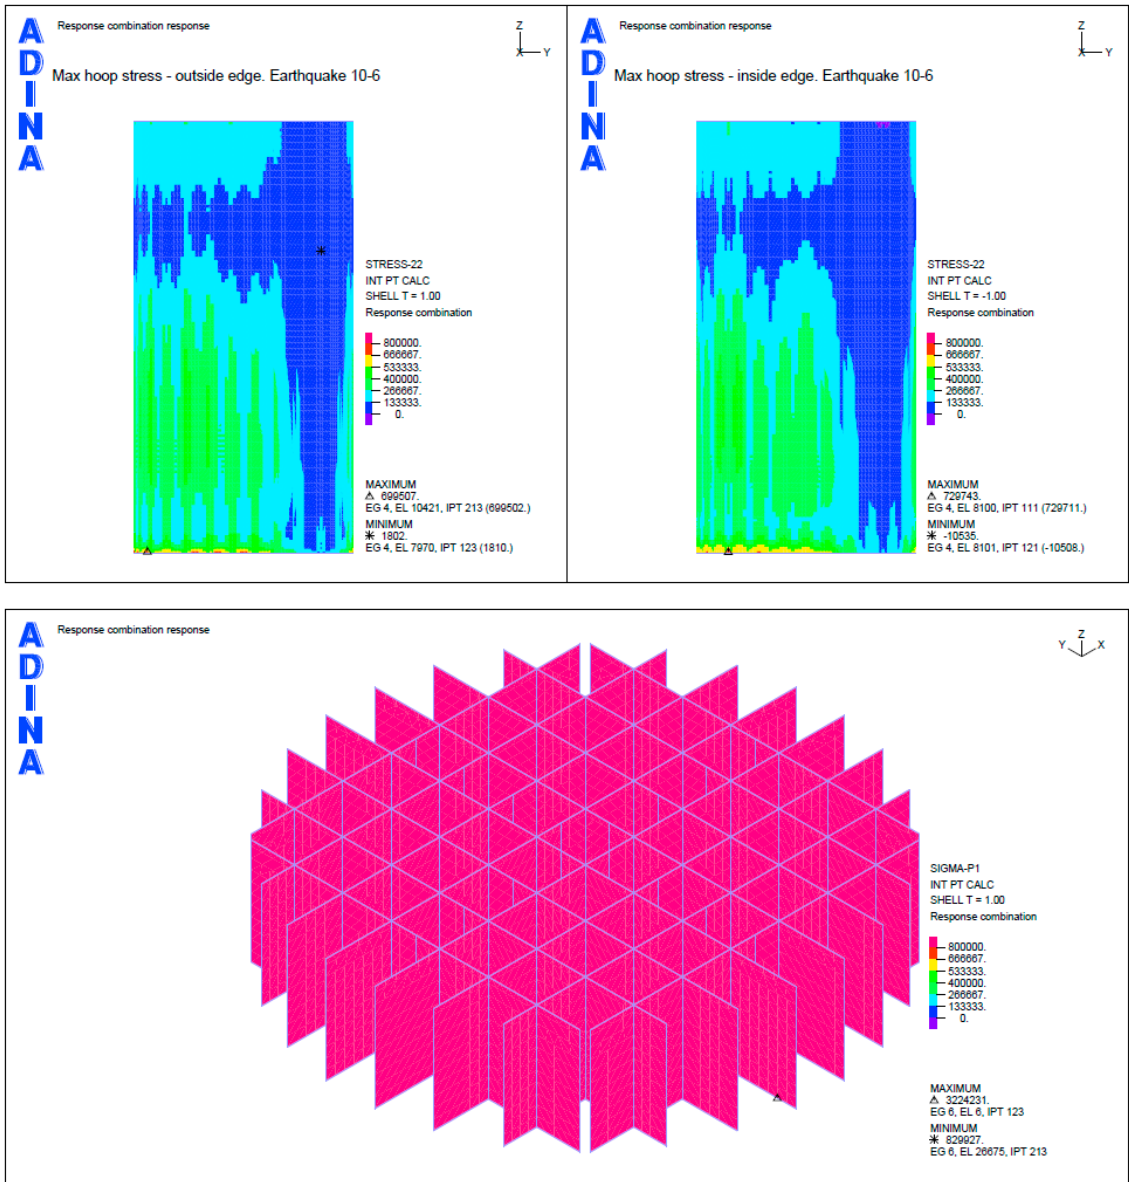 ADINA
Response combination response
Z
X Y
Max hoop stress - outside edge. Earthquake 10-6
STRESS-22
INT PT CALC
SHELL T = 1.00
Response combination
800000.
666667.
533333.
400000.
266667.
133333.
0.
MAXIMUM
699507.
EG 4, EL 10421, IPT 213 (699502.)
MINIMUM
1802.
EG 4, EL 7970, IPT 123 (1810.)
ADINA
Response combination response
Z
X Y
Max hoop stress - inside edge. Earthquake 10-6
STRESS-22
INT PT CALC
SHELL T = -1.00
Response combination
800000.
666667.
533333.
400000.
266667.
133333.
0.
MAXIMUM
729743.
EG 4, EL 8100, IPT 111 (729711.)
MINIMUM
-10535.
EG 4, EL 8101, IPT 121 (-10508.)
ADINA
Response combination response
Z
Y X
SIGMA-P1
INT PT CALC
SHELL T = 1.00
Response combination
800000.
666667.
533333.
400000.
266667.
133333.
0.
MAXIMUM
3224231.
EG 6, EL 6, IPT 123
MINIMUM
829927.
EG 6, EL 26675, IPT 213